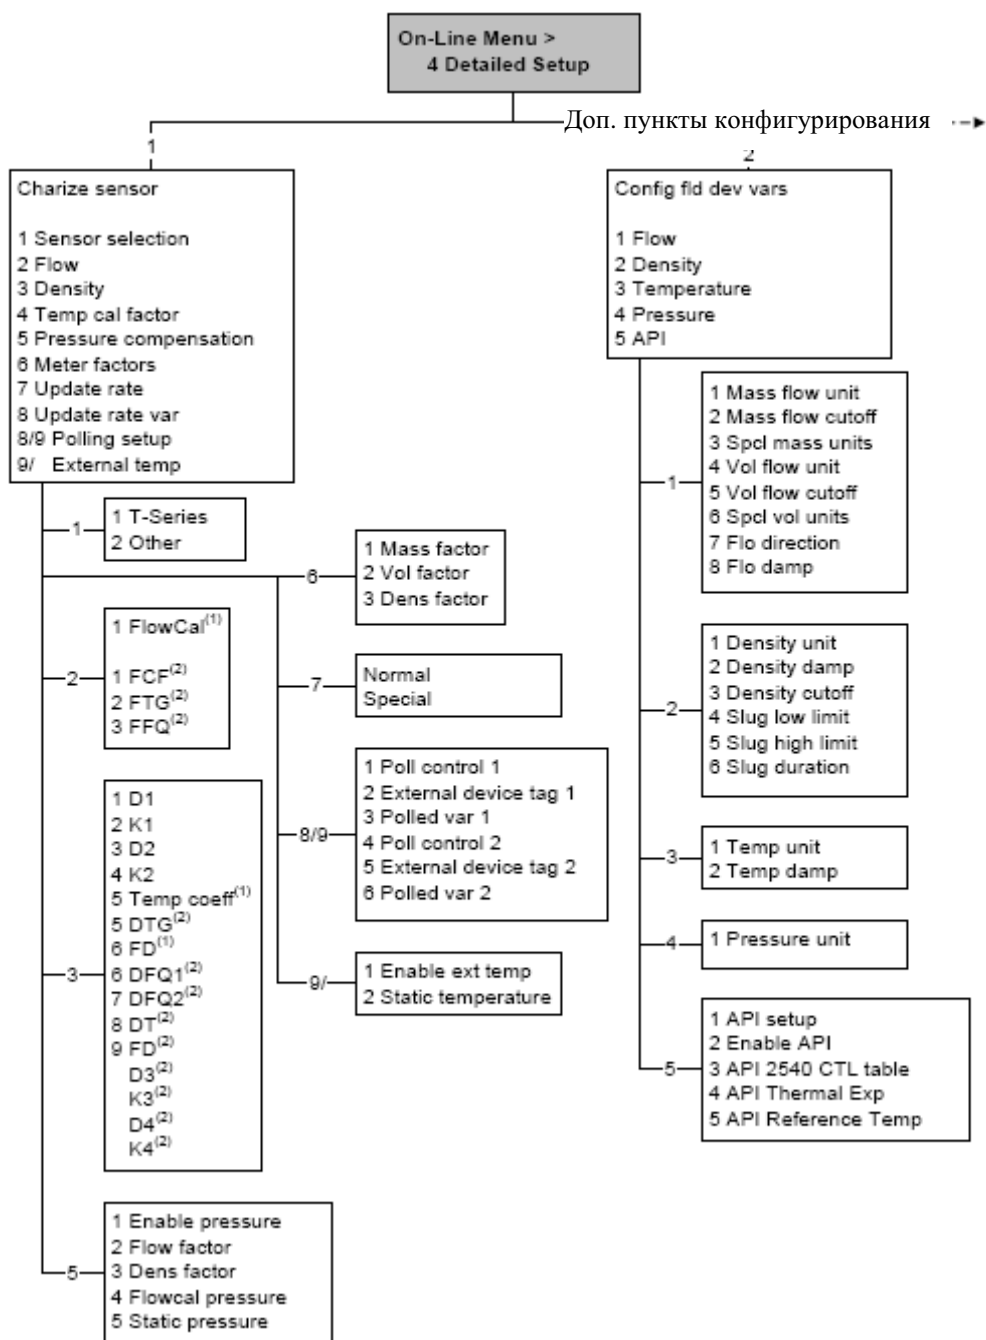 On-Line Menu >
4 Detailed Setup
Доп. пункты конфигурирования
1
Charize sensor
1 Sensor selection
2 Flow
3 Density
4 Temp cal factor
5 Pressure compensation
6 Meter factors
7 Update rate
8 Update rate var
8/9 Polling setup
9/ External temp
1
1 T-Series
2 Other
2
1 FlowCal(1)
1 FCF(2)
2 FTG(2)
3 FFQ(2)
3
1 D1
2 K1
3 D2
4 K2
5 Temp coeff(1)
5 DTG(2)
6 FD(1)
6 DFQ1(2)
7 DFQ2(2)
8 DT(2)
9 FD(2)
D3(2)
K3(2)
D4(2)
K4(2)
5
1 Enable pressure
2 Flow factor
3 Dens factor
4 Flowcal pressure
5 Static pressure
6
1 Mass factor
2 Vol factor
3 Dens factor
7
Normal
Special
8/9
1 Poll control 1
2 External device tag 1
3 Polled var 1
4 Poll control 2
5 External device tag 2
6 Polled var 2
9/
1 Enable ext temp
2 Static temperature
2
Config fld dev vars
1 Flow
2 Density
3 Temperature
4 Pressure
5 API
1
1 Mass flow unit
2 Mass flow cutoff
3 Spcl mass units
4 Vol flow unit
5 Vol flow cutoff
6 Spcl vol units
7 Flo direction
8 Flo damp
2
1 Density unit
2 Density damp
3 Density cutoff
4 Slug low limit
5 Slug high limit
6 Slug duration
3
1 Temp unit
2 Temp damp
4
1 Pressure unit
5
1 API setup
2 Enable API
3 API 2540 CTL table
4 API Thermal Exp
5 API Reference Temp